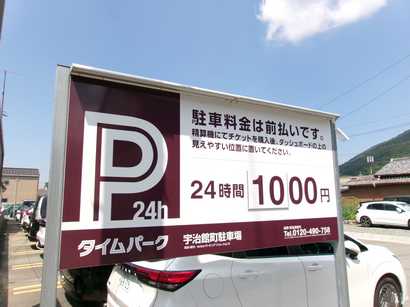 P
24h
タイムパーク
駐車料金は前払いです。
精算機にてチケットを購入後、ダッシュボードの上の
見えやすい位置に置いてください。
24時間 1000円
宇治館町駐車場
Tel.0120-490-758